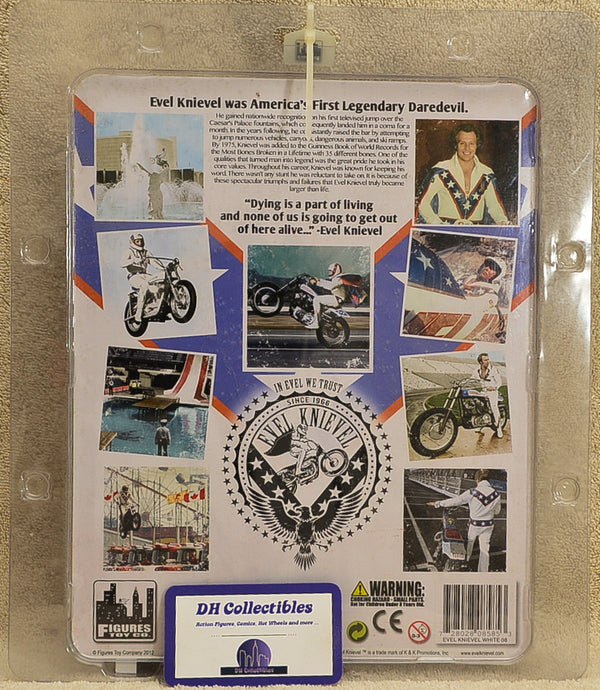 Evel Knievel was America's First Legendary Daredevil.
He gained nationwide recognition on his first televised jump over the
Caesar's Palace fountains, which consequently landed him in a coma for a
month. In the years following, he constantly raised the bar by attempting
to jump numerous vehicles, canyons, dangerous animals, and ski ramps.
By 1975, Knievel was added to the Guinness Book of World Records for
the Most Bones Broken in a Lifetime with 35 different bones. One of the
qualities that turned man into legend was the great pride he took in his
core values. Throughout his career, Knievel was known for keeping his
word. There wasn't any stunt he was reluctant to take on. It is because of
these spectacular triumphs and failures that Evel Knievel truly became
larger than life.
"Dying is a part of living
and none of us is going to get out
of here alive..." -Evel Knievel
IN EVEL WE TRUST
SINCE 1966
EVEL KNIEVEL
FIGURES
TOY CO.
© Figures Toy Company 2012
DH Collectibles
Action Figures, Comics, Hot Wheels and more ...
DH Collectibles
WARNING:
CHOKING HAZARD - SMALL PARTS.
Not for Children Under 8 Years Old.
CE
0-3
7 28028 08585 3
EVEL KNIEVEL WHITE 08
Knievel ™ is a trade mark of K & K Promotions, Inc
www.evelknievel.com